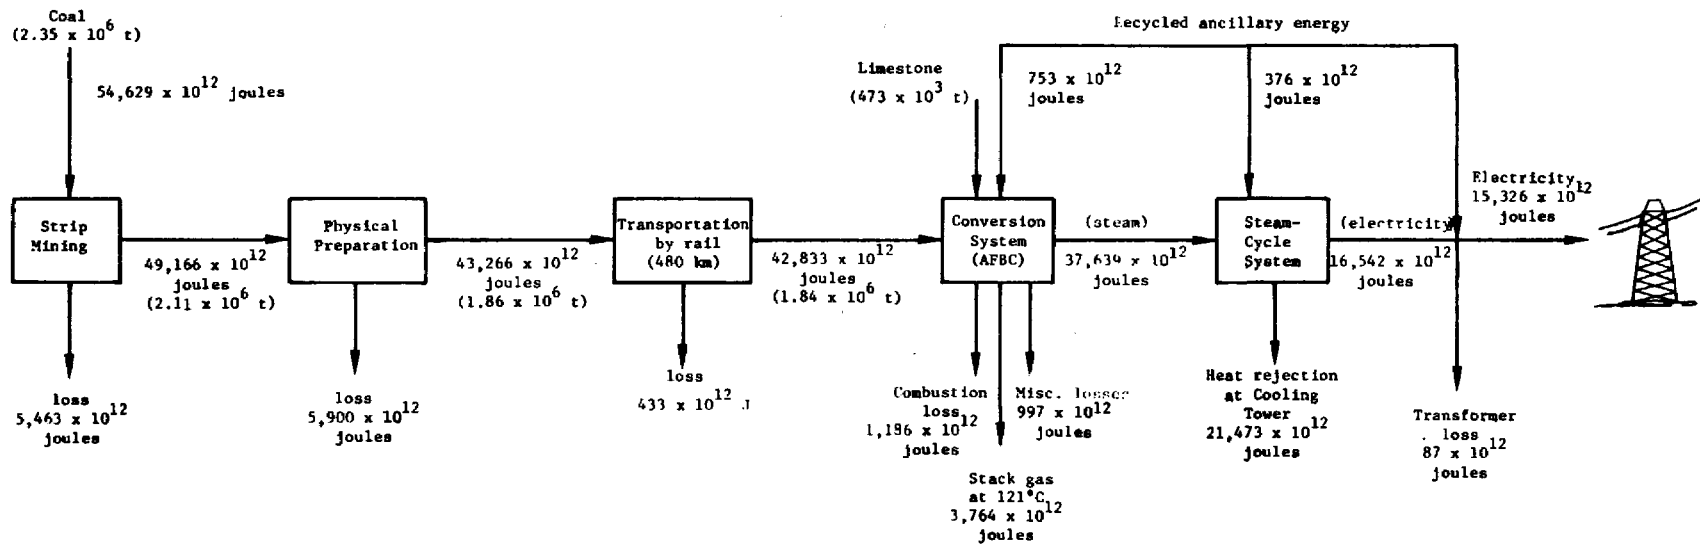 Coal
(2.35 x 10^6 t)
54,629 x 10^12 joules
Strip
Mining
loss
5,463 x 10^12
joules
49,166 x 10^12
joules
(2.11 x 10^6 t)
Physical
Preparation
loss
5,900 x 10^12
joules
43,266 x 10^12
joules
(1.86 x 10^6 t)
Transportation
by rail
(480 km)
loss
433 x 10^12 J
42,833 x 10^12
joules
(1.84 x 10^6 t)
Limestone
(473 x 10^3 t)
Recycled ancillary energy
753 x 10^12
joules
376 x 10^12
joules
Conversion
System
(AFBC)
Combustion
loss
1,186 x 10^12
joules
Stack gas
at 121°C
3,764 x 10^12
joules
Misc. losses
997 x 10^12
joules
(steam)
37,639 x 10^12
joules
Steam-
Cycle
System
Heat rejection
at Cooling
Tower
21,473 x 10^12
joules
(electricity)
16,542 x 10^12
joules
Transformer
loss
87 x 10^12
joules
Electricity
15,326 x 10^12
joules